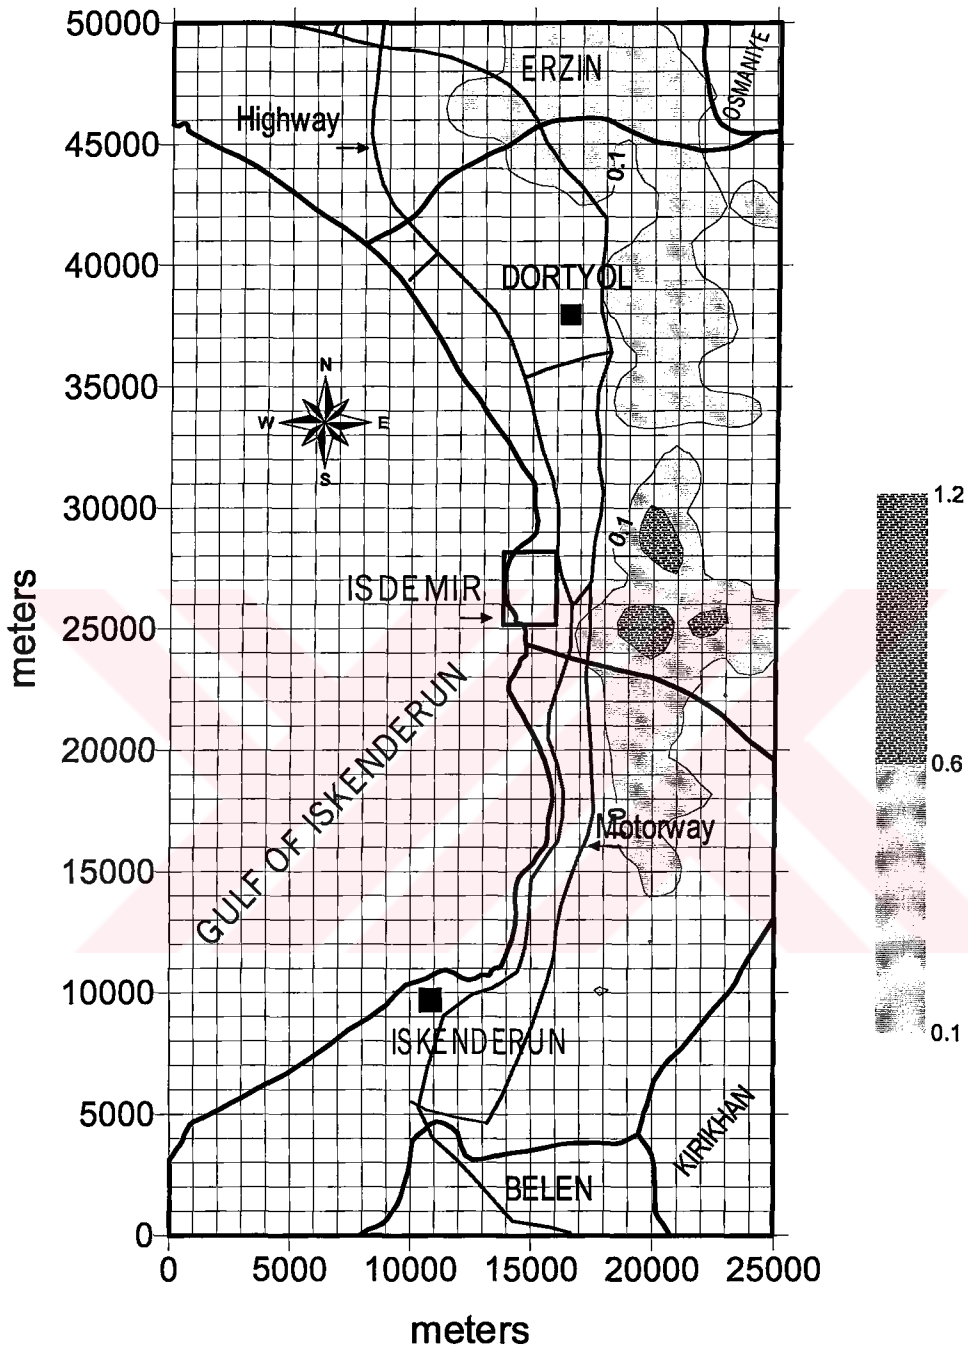 50000
ERZIN
OSMANIYE
Highway
45000
0.1
40000
DORTYOL
N
35000
W
E
S
30000
1.2
0.1
ISDEMIR
25000
meters
GULF OF ISKENDERUN
20000
0.6
Motorway
15000
10000
0.1
ISKENDERUN
5000
KIRIKHAN
BELEN
0
0
5000
10000
15000
20000
25000
meters